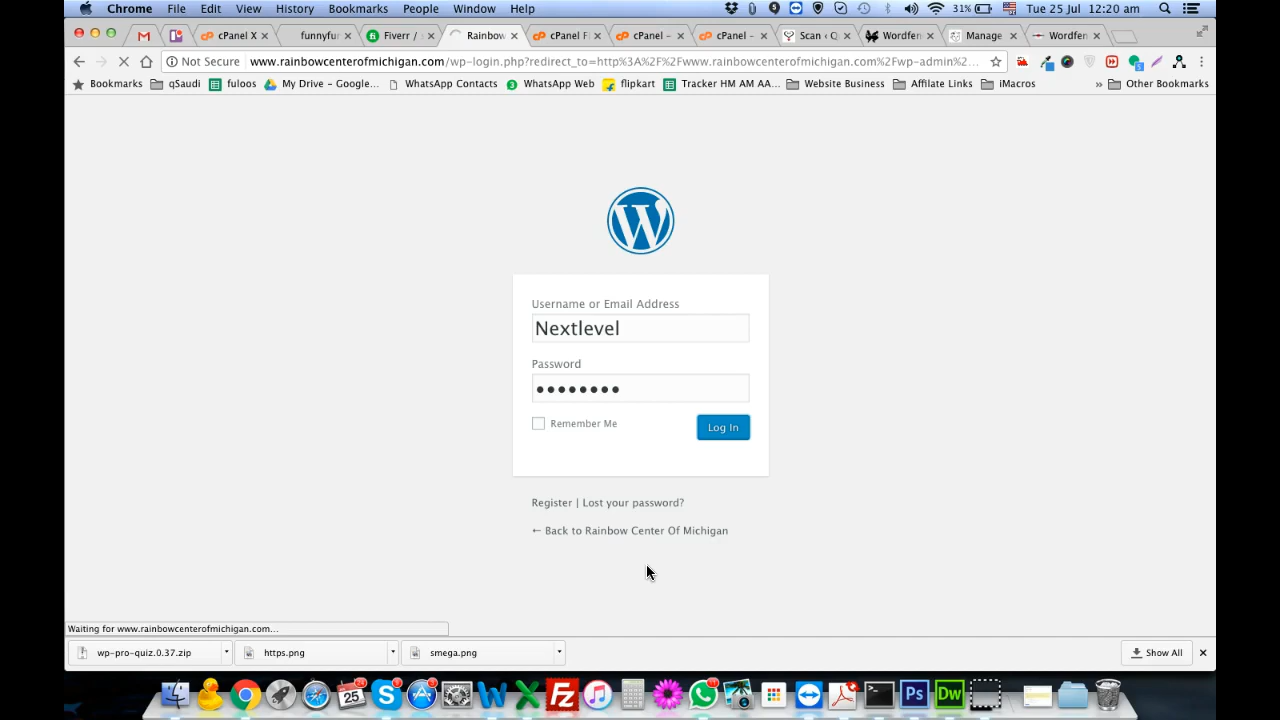 Chrome File Edit View History Bookmarks People Window Help 31% Tue 25 Jul 12:20 am
cPanel X funnyfur Fiverr / Rainbow cPanel F cPanel – cPanel – Scan ‹ Q Wordfen Manage Wordfen
Not Secure www.rainbowcenterofmichigan.com/wp-login.php?redirect_to=http%3A%2F%2Fwww.rainbowcenterofmichigan.com%2Fwp-admin%2...
Bookmarks qSaudi fuloos My Drive – Google... WhatsApp Contacts WhatsApp Web flipkart Tracker HM AM AA... Website Business Affilate Links iMacros » Other Bookmarks
Username or Email Address
Nextlevel
Password
Remember Me Log In
Register | Lost your password?
← Back to Rainbow Center Of Michigan
Waiting for www.rainbowcenterofmichigan.com...
wp-pro-quiz.0.37.zip https.png smega.png Show All
25 Fz Ps Dw